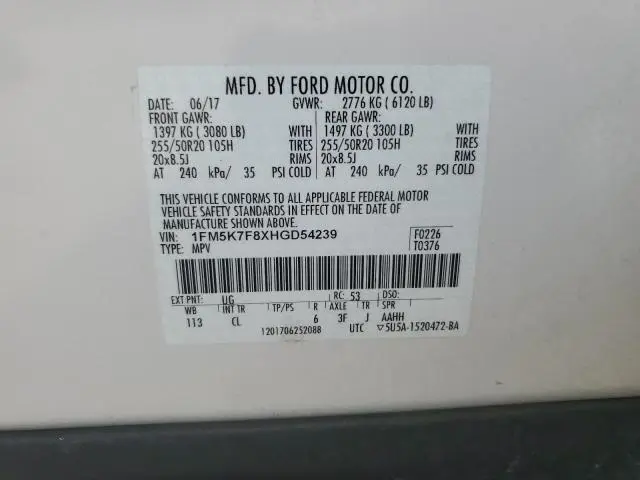 MFD. BY FORD MOTOR CO.
DATE: 06/17 GVWR: 2776 KG ( 6120 LB)
FRONT GAWR: REAR GAWR:
1397 KG ( 3080 LB) WITH 1497 KG ( 3300 LB) WITH
255/50R20 105H TIRES 255/50R20 105H TIRES
20x8.5J RIMS 20x8.5J RIMS
AT 240 kPa/ 35 PSI COLD AT 240 kPa/ 35 PSI COLD
THIS VEHICLE CONFORMS TO ALL APPLICABLE FEDERAL MOTOR
VEHICLE SAFETY STANDARDS IN EFFECT ON THE DATE OF
MANUFACTURE SHOWN ABOVE.
VIN: 1FM5K7F8XHGD54239 F0226
TYPE: MPV T0376
EXT PNT: UG RC: 53 DSO:
WB INT TR TP/PS R AXLE TR SPR
113 CL 6 3F J AAHH
1201706252088 UTC ▽5U5A-1520472-BA